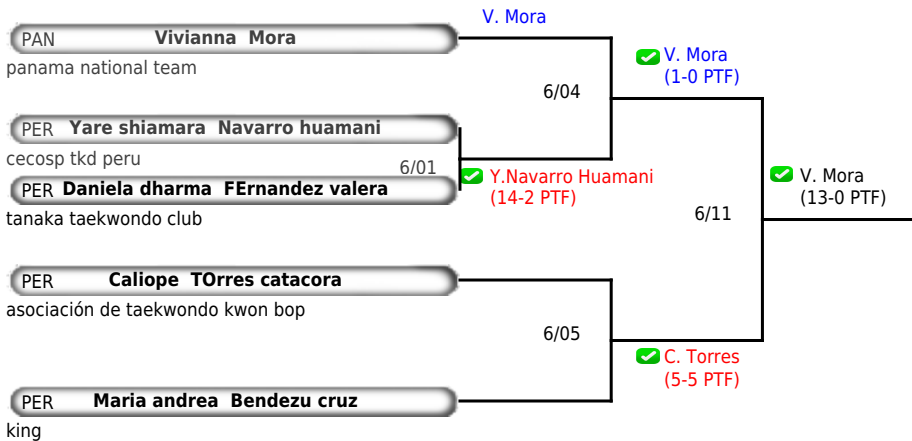 V. Mora
PAN Vivianna Mora
panama national team
6/04
V. Mora
(1-0 PTF)
PER Yare shiamara Navarro huamani
cecosp tkd peru
6/01
Y.Navarro Huamani
(14-2 PTF)
PER Daniela dharma FErnandez valera
tanaka taekwondo club
6/11
V. Mora
(13-0 PTF)
PER Caliope TOrres catacora
asociación de taekwondo kwon bop
6/05
C. Torres
(5-5 PTF)
PER Maria andrea Bendezu cruz
king